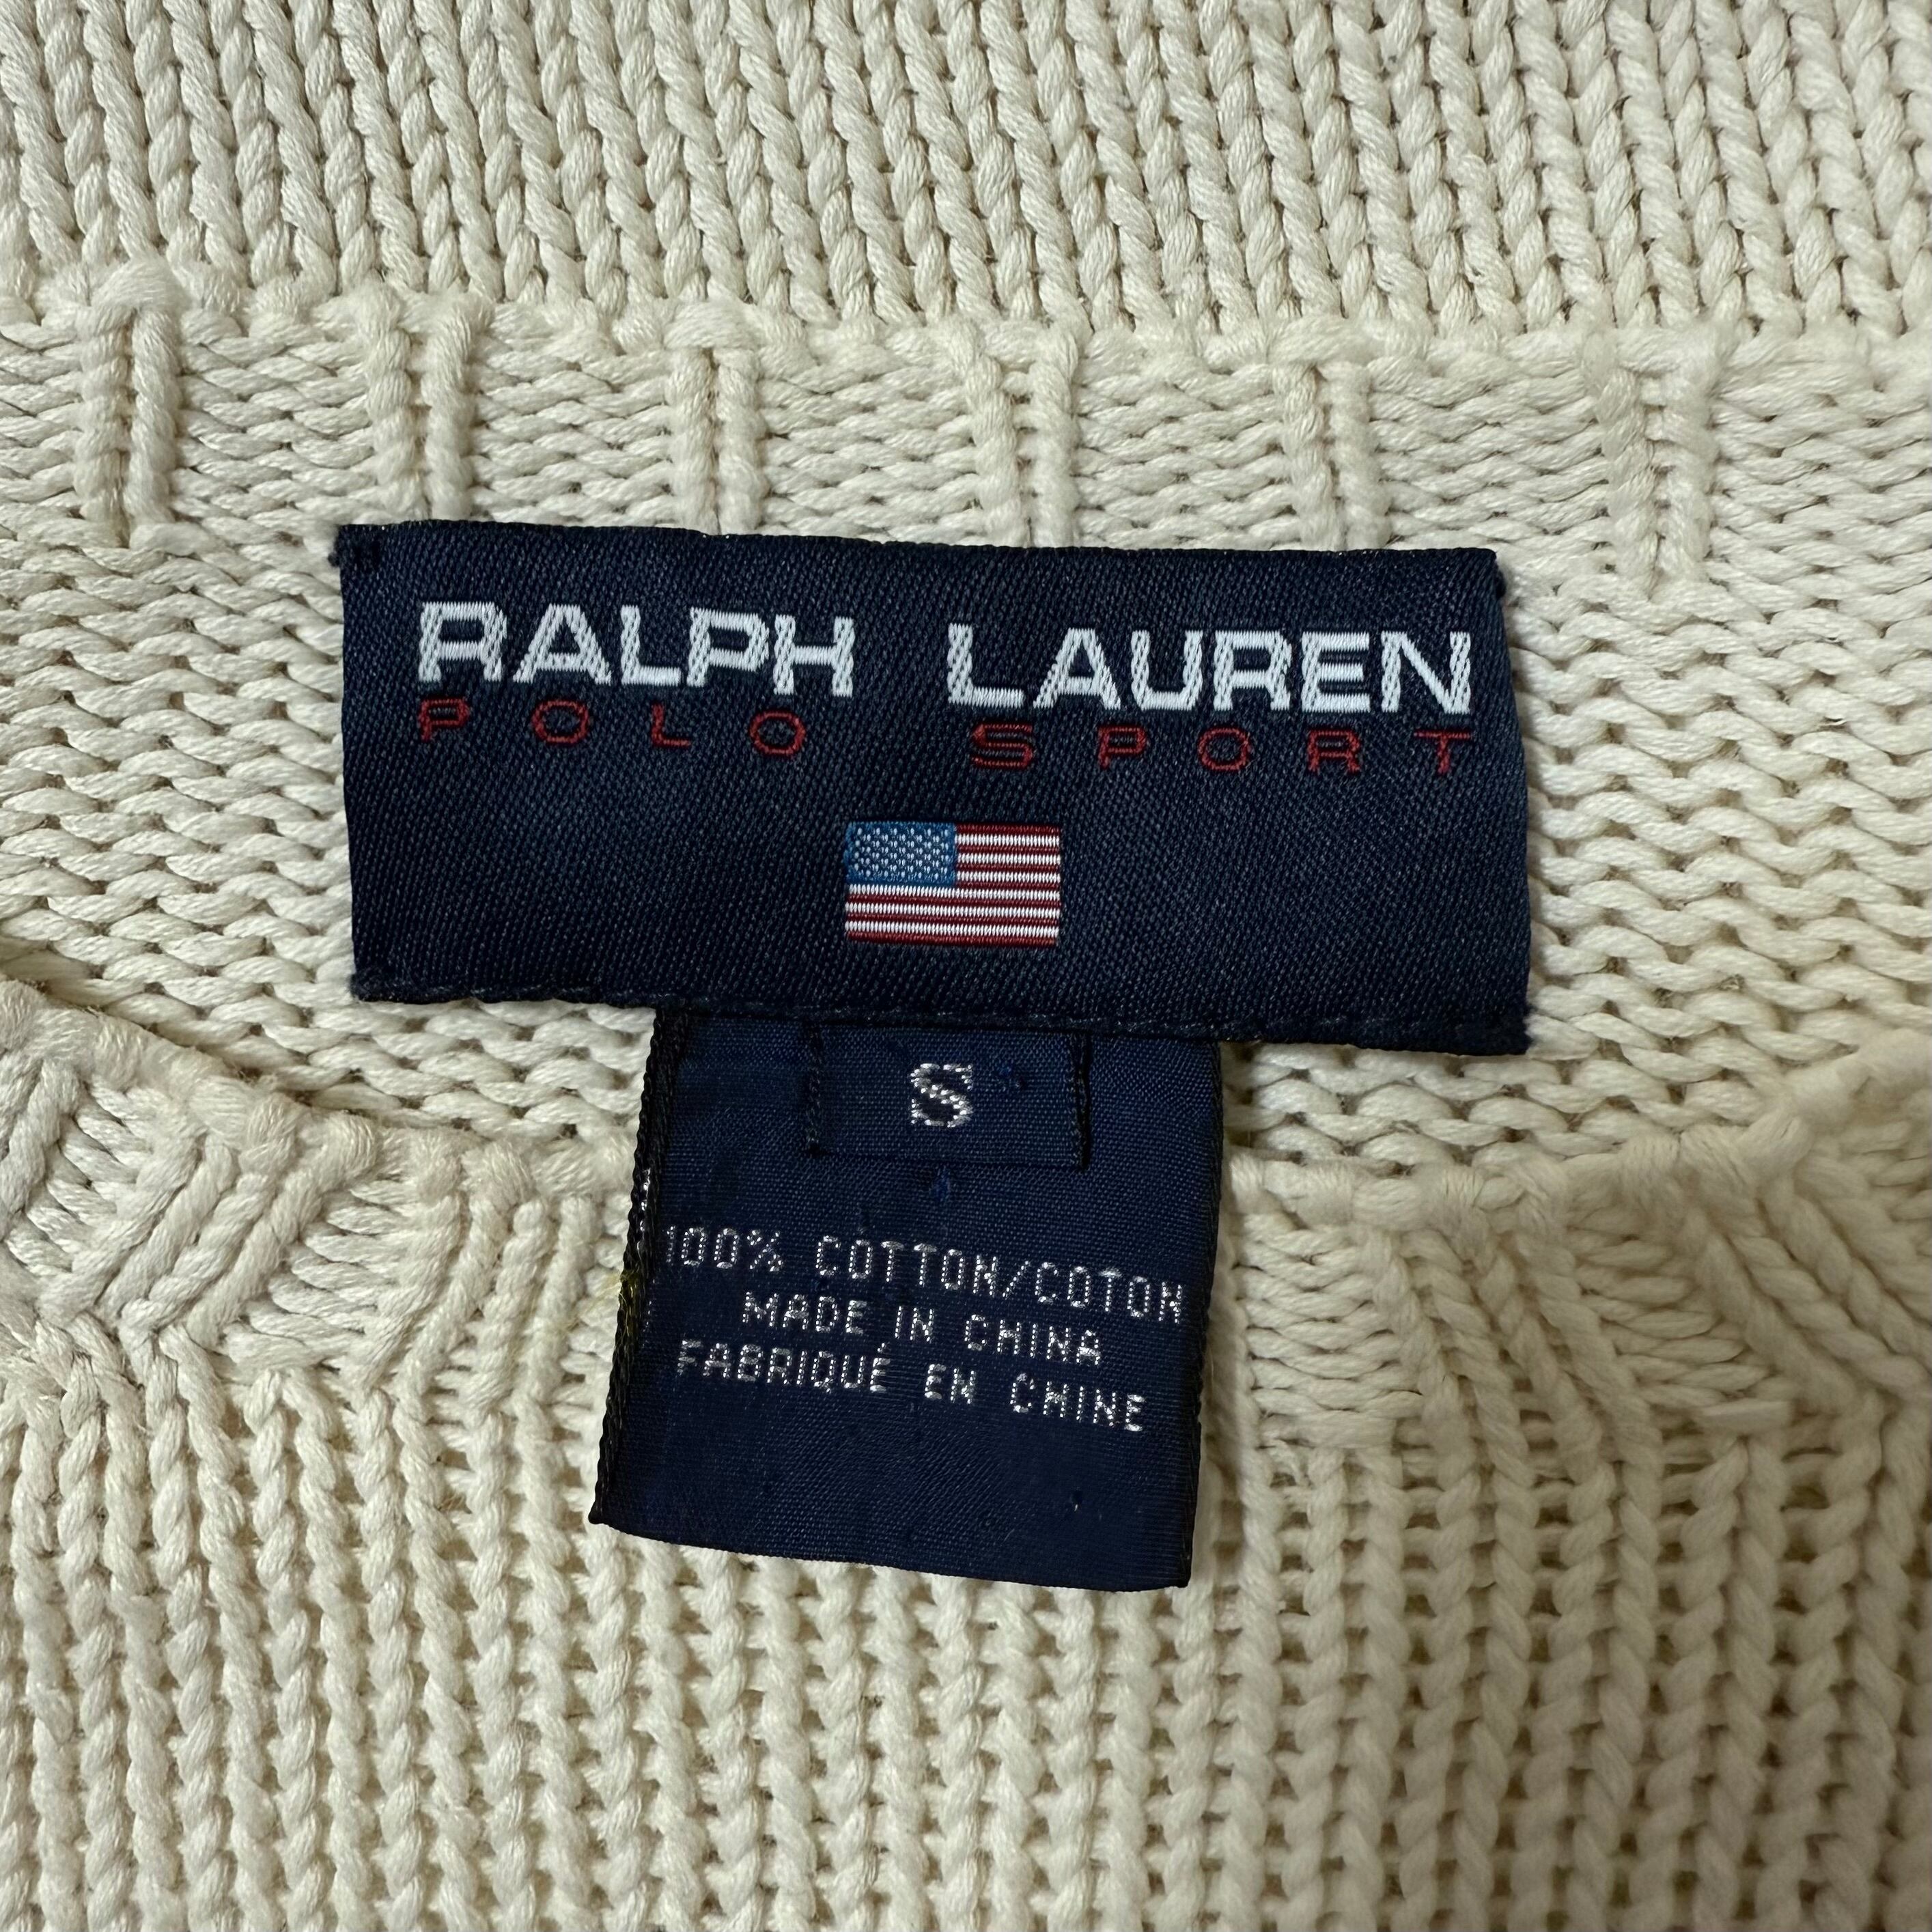 RALPH LAUREN
POLO SPORT
S
100% COTTON/COTON
MADE IN CHINA
FABRIQUÉ EN CHINE